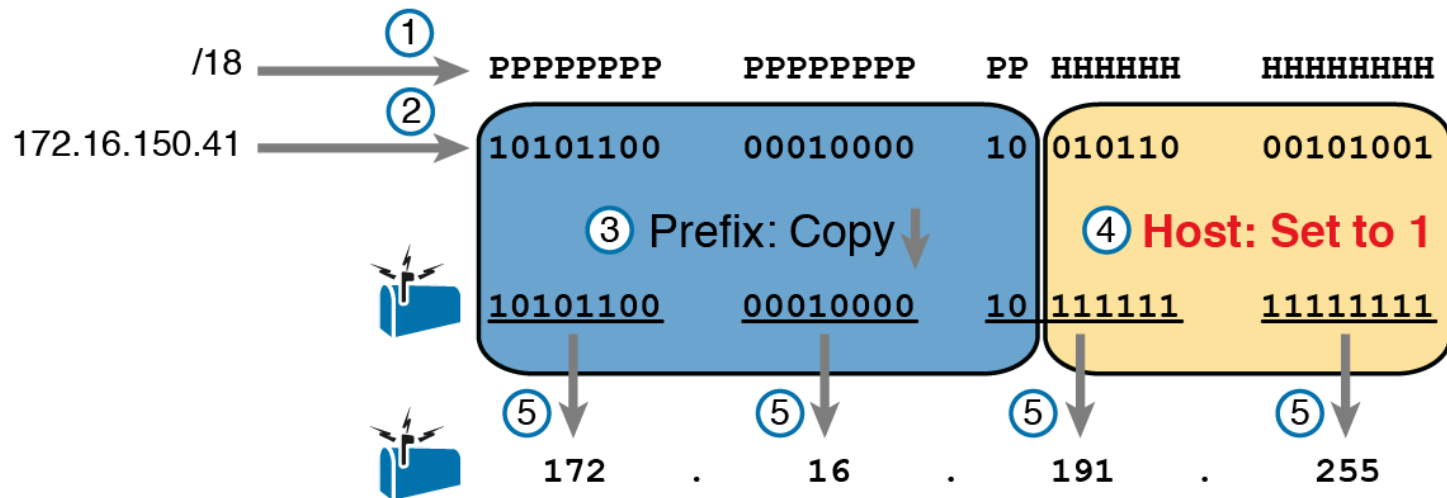 1
/18 PPPPPPPP PPPPPPPP PP HHHHHH HHHHHHHH
2
172.16.150.41 10101100 00010000 10 010110 00101001
3 Prefix: Copy 4 Host: Set to 1
10101100 00010000 10 111111 11111111
5 5 5 5
172 . 16 . 191 . 255